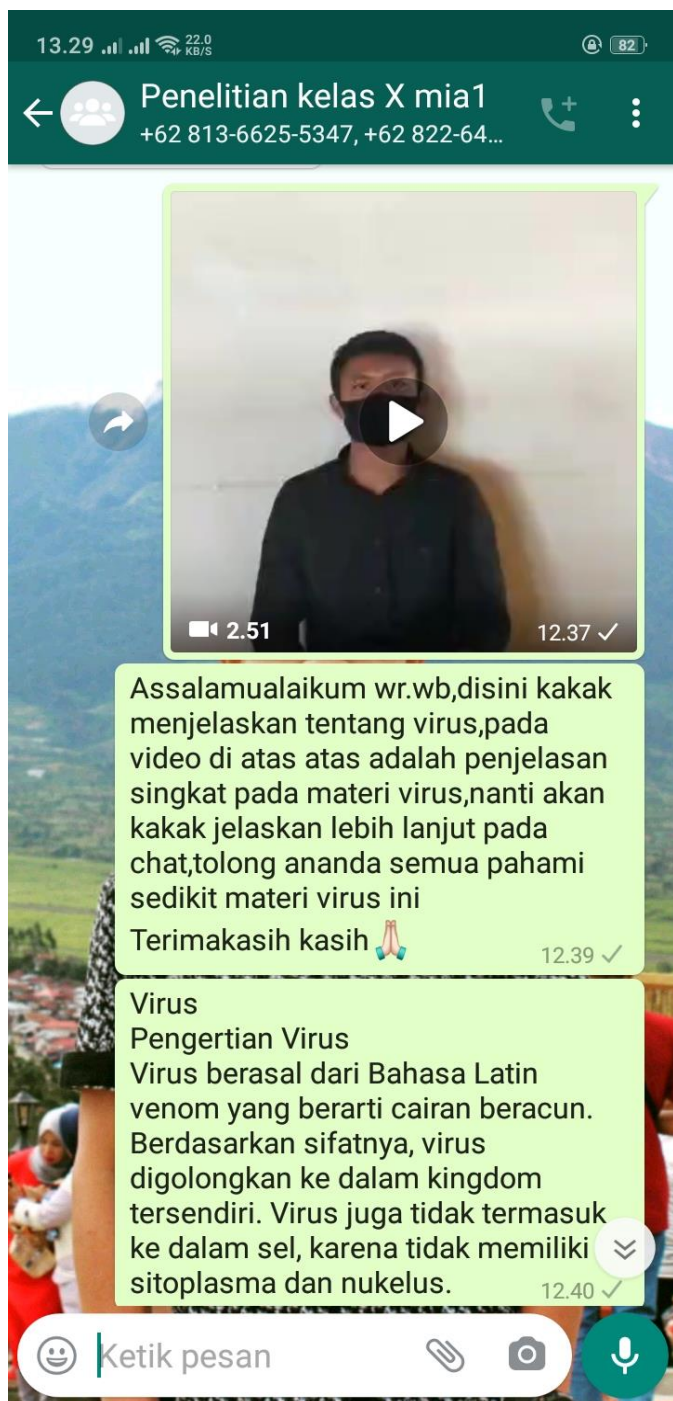 13.29 22.0 KB/S 82
Penelitian kelas X mia1
+62 813-6625-5347, +62 822-64...
2.51 12.37
Assalamualaikum wr.wb,disini kakak
menjelaskan tentang virus,pada
video di atas atas adalah penjelasan
singkat pada materi virus,nanti akan
kakak jelaskan lebih lanjut pada
chat,tolong ananda semua pahami
sedikit materi virus ini
Terimakasih kasih 🙏🏻
12.39
Virus
Pengertian Virus
Virus berasal dari Bahasa Latin
venom yang berarti cairan beracun.
Berdasarkan sifatnya, virus
digolongkan ke dalam kingdom
tersendiri. Virus juga tidak termasuk
ke dalam sel, karena tidak memiliki
sitoplasma dan nukelus.
12.40
Ketik pesan